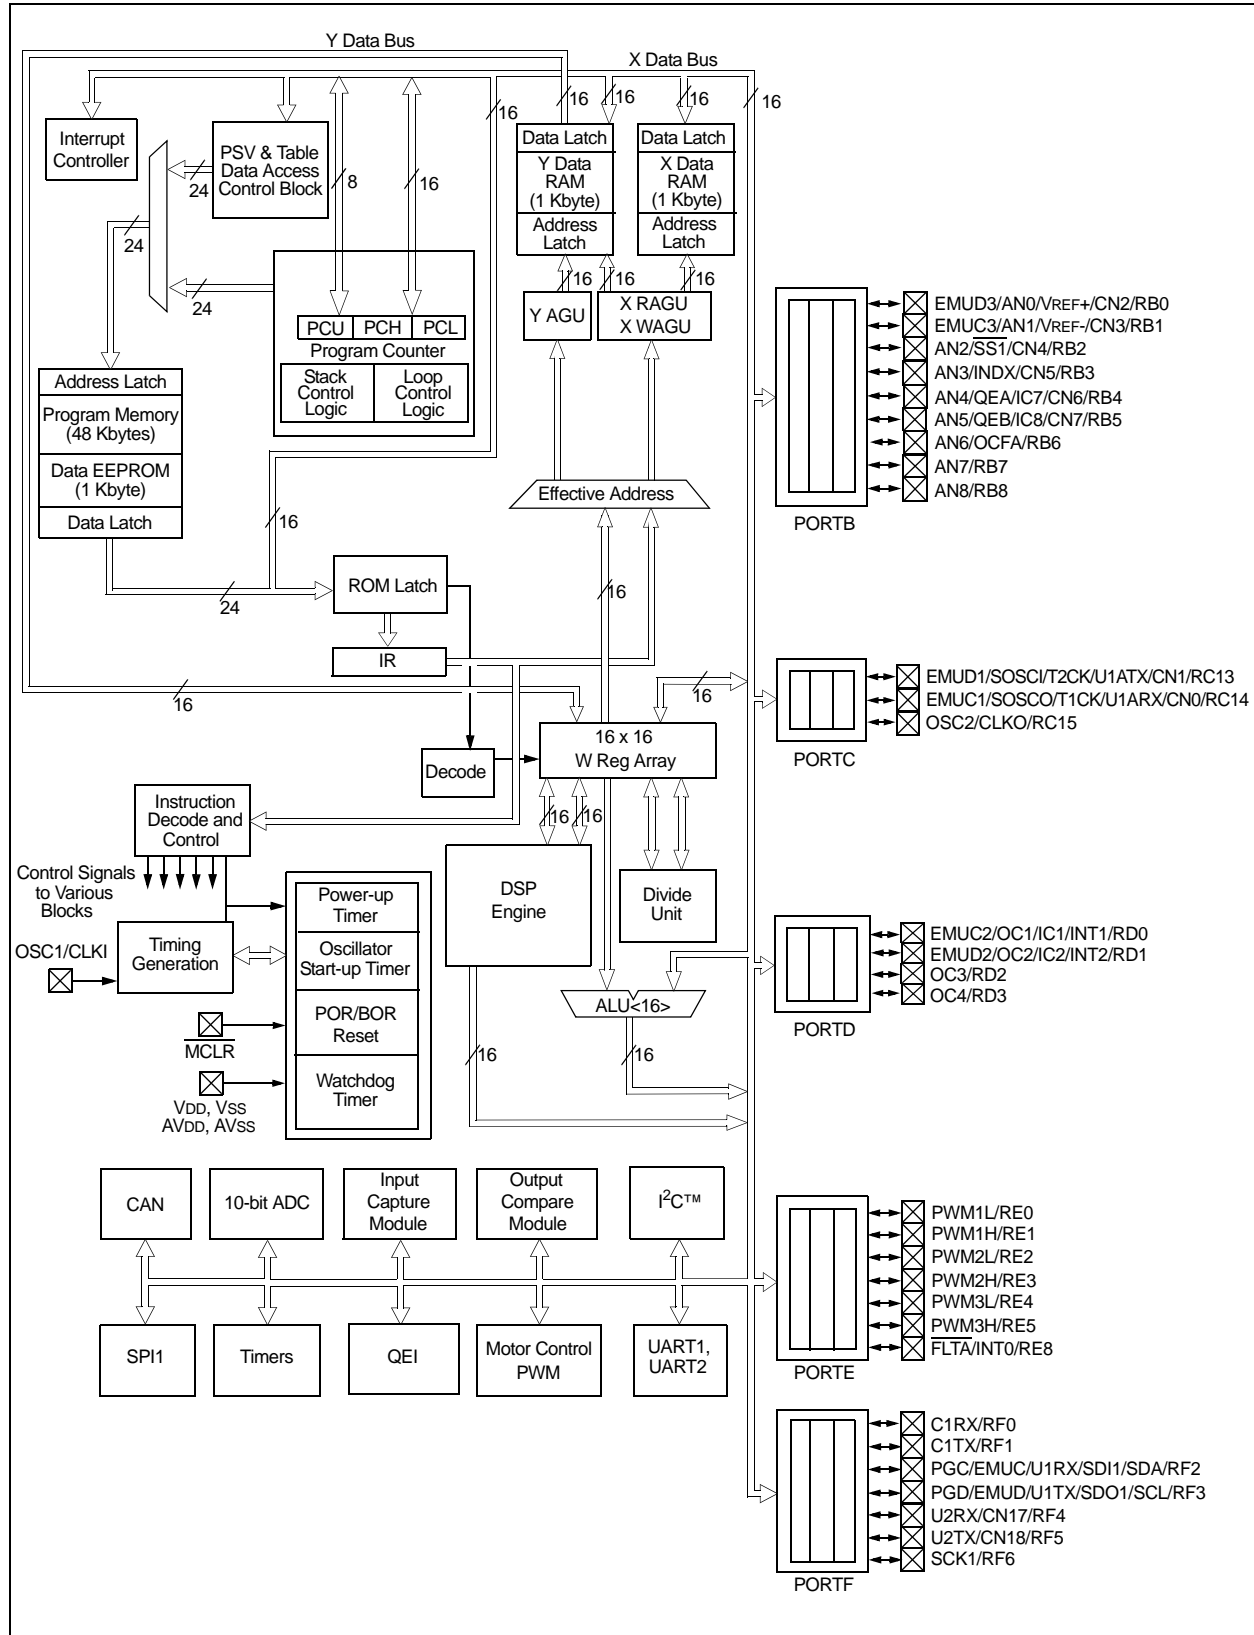 Y Data Bus
X Data Bus
16
16
16
16
16
Interrupt
Controller
PSV & Table
Data Access
Control Block
24
8
16
24
24
Data Latch
Y Data
RAM
(1 Kbyte)
Address
Latch
Data Latch
X Data
RAM
(1 Kbyte)
Address
Latch
16
16
16
Y AGU
X RAGU
X WAGU
PCU
PCH
PCL
Program Counter
Stack
Control
Logic
Loop
Control
Logic
Address Latch
Program Memory
(48 Kbytes)
Data EEPROM
(1 Kbyte)
Data Latch
16
24
Effective Address
ROM Latch
16
IR
16
16
16 x 16
W Reg Array
Decode
Instruction
Decode and
Control
16
16
Control Signals
to Various
Blocks
DSP
Engine
Divide
Unit
Power-up
Timer
Timing
Generation
OSC1/CLKI
Oscillator
Start-up Timer
POR/BOR
Reset
MCLR
Watchdog
Timer
VDD, VSS
AVDD, AVSS
ALU<16>
16
16
CAN
10-bit ADC
Input
Capture
Module
Output
Compare
Module
I²C™
SPI1
Timers
QEI
Motor Control
PWM
UART1,
UART2
EMUD3/AN0/VREF+/CN2/RB0
EMUC3/AN1/VREF-/CN3/RB1
AN2/SS1/CN4/RB2
AN3/INDX/CN5/RB3
AN4/QEA/IC7/CN6/RB4
AN5/QEB/IC8/CN7/RB5
AN6/OCFA/RB6
AN7/RB7
AN8/RB8
PORTB
EMUD1/SOSCI/T2CK/U1ATX/CN1/RC13
EMUC1/SOSCO/T1CK/U1ARX/CN0/RC14
OSC2/CLKO/RC15
PORTC
EMUC2/OC1/IC1/INT1/RD0
EMUD2/OC2/IC2/INT2/RD1
OC3/RD2
OC4/RD3
PORTD
PWM1L/RE0
PWM1H/RE1
PWM2L/RE2
PWM2H/RE3
PWM3L/RE4
PWM3H/RE5
FLTA/INT0/RE8
PORTE
C1RX/RF0
C1TX/RF1
PGC/EMUC/U1RX/SDI1/SDA/RF2
PGD/EMUD/U1TX/SDO1/SCL/RF3
U2RX/CN17/RF4
U2TX/CN18/RF5
SCK1/RF6
PORTF